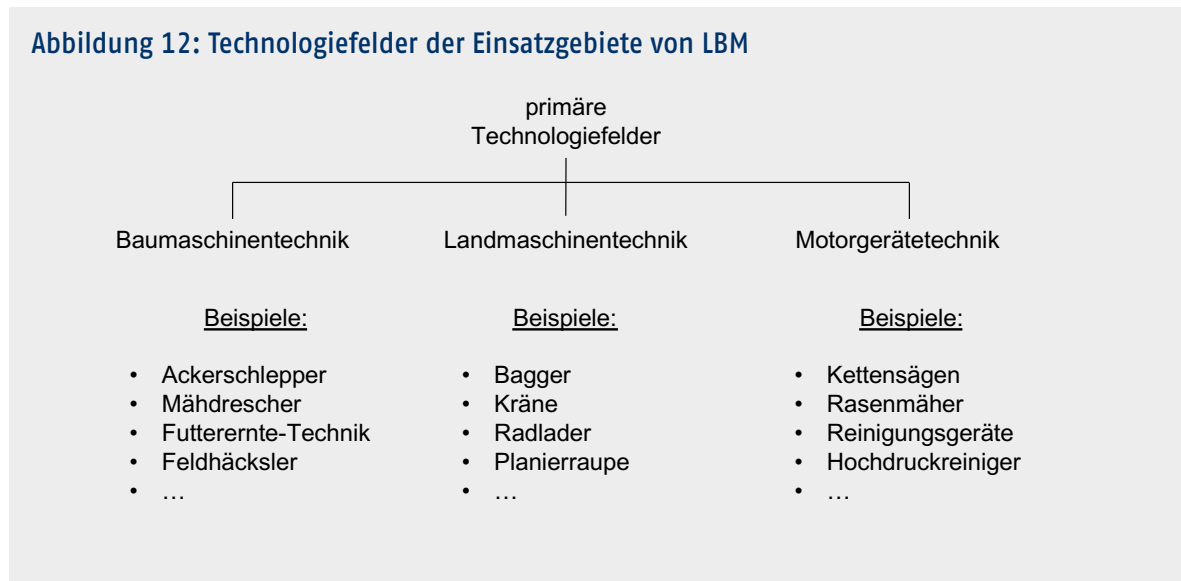 Abbildung 12: Technologiefelder der Einsatzgebiete von LBM
primäre
Technologiefelder
Baumaschinentechnik
Landmaschinentechnik
Motorgerätetechnik
Beispiele:
• Ackerschlepper
• Mähdrescher
• Futterernte-Technik
• Feldhäcksler
• …
Beispiele:
• Bagger
• Kräne
• Radlader
• Planierraupe
• …
Beispiele:
• Kettensägen
• Rasenmäher
• Reinigungsgeräte
• Hochdruckreiniger
• …